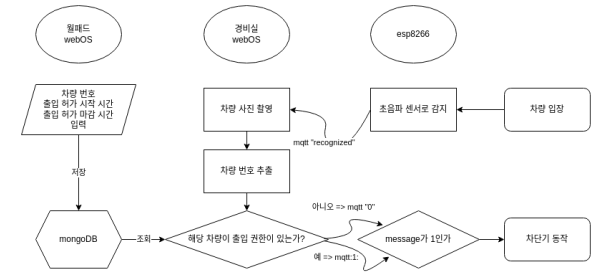 월패드
webOS
경비실
webOS
esp8266
차량 번호
출입 허가 시작 시간
출입 허가 마감 시간
입력
차량 사진 촬영
초음파 센서로 감지
차량 입장
mqtt "recognized"
저장
차량 번호 추출
아니오 => mqtt "0"
mongoDB
조회
해당 차량이 출입 권한이 있는가?
message가 1인가
차단기 동작
예 => mqtt:1: